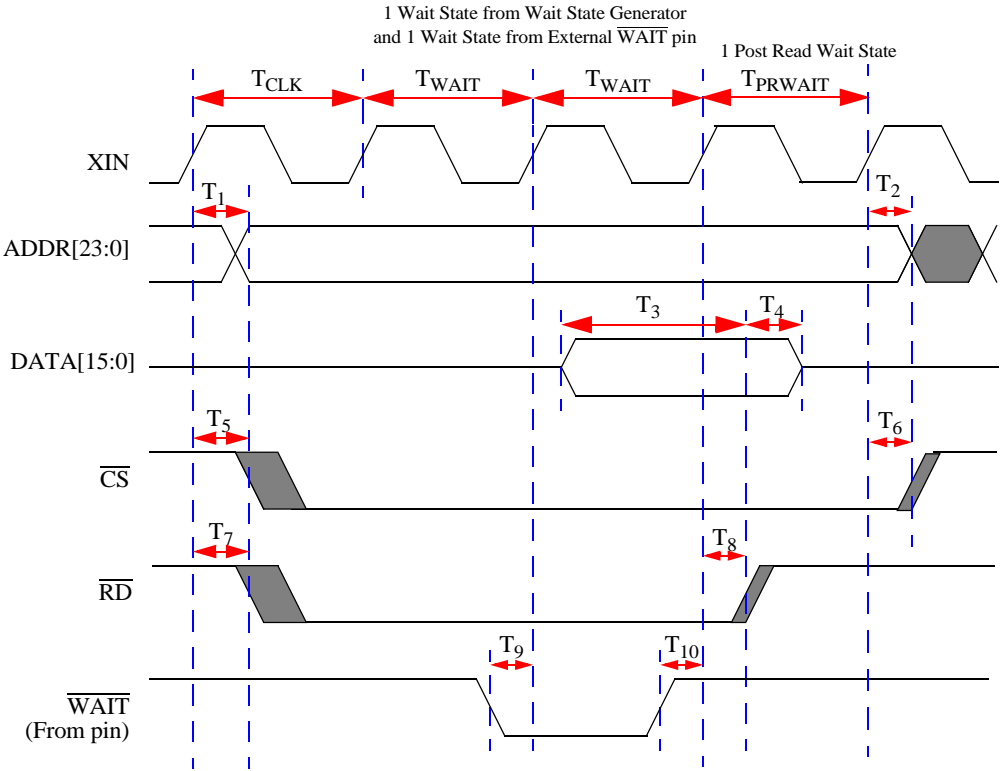 1 Wait State from Wait State Generator
and 1 Wait State from External WAIT pin
1 Post Read Wait State
TCLK TWAIT TWAIT TPRWAIT
XIN
T1 T2
ADDR[23:0]
T3 T4
DATA[15:0]
T5 T6
CS
T7 T8
RD
T9 T10
WAIT
(From pin)